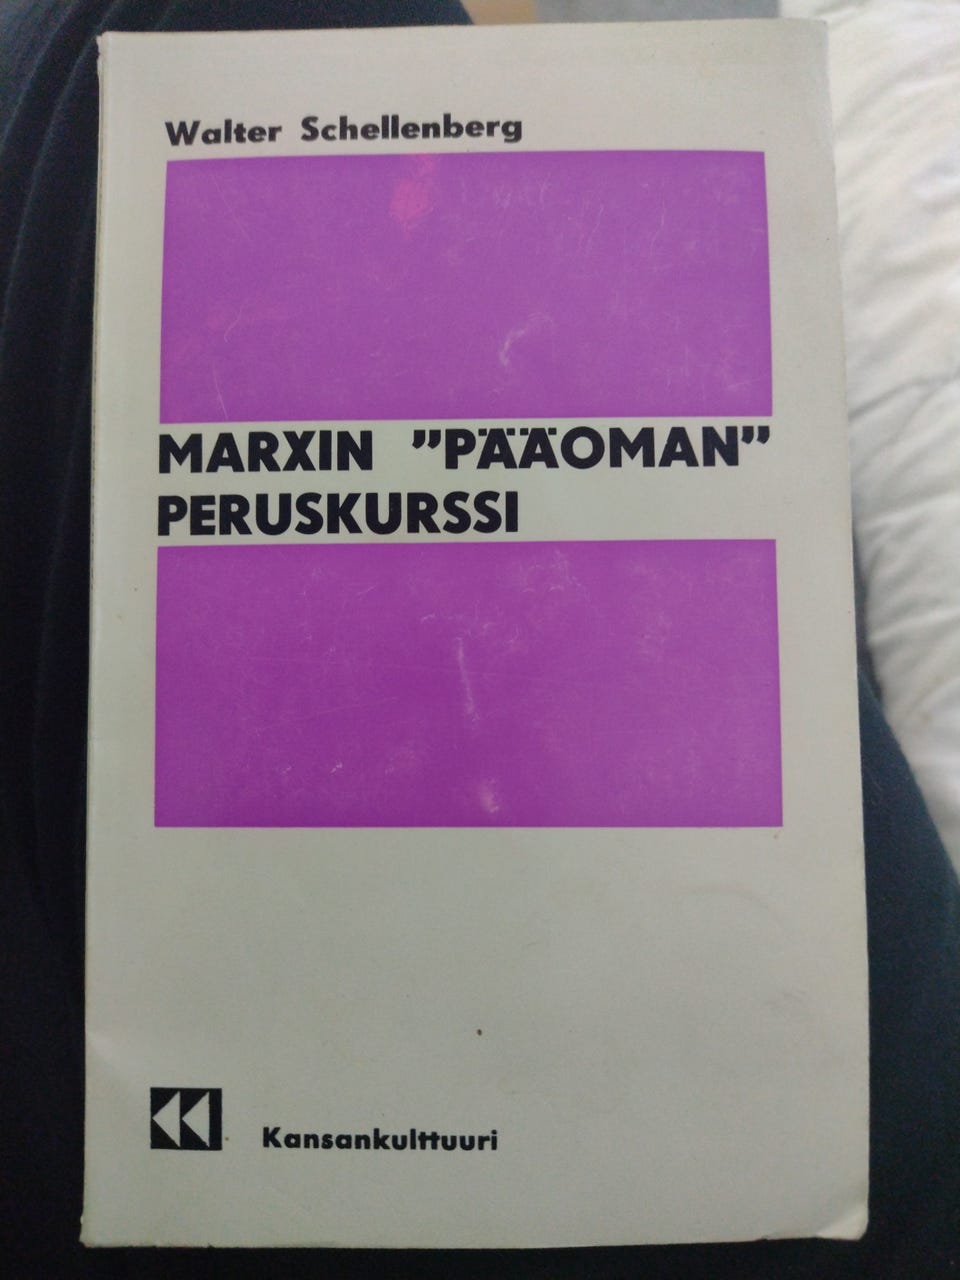 Walter Schellenberg
MARXIN ”PÄÄOMAN”
PERUSKURSSI
Kansankulttuuri